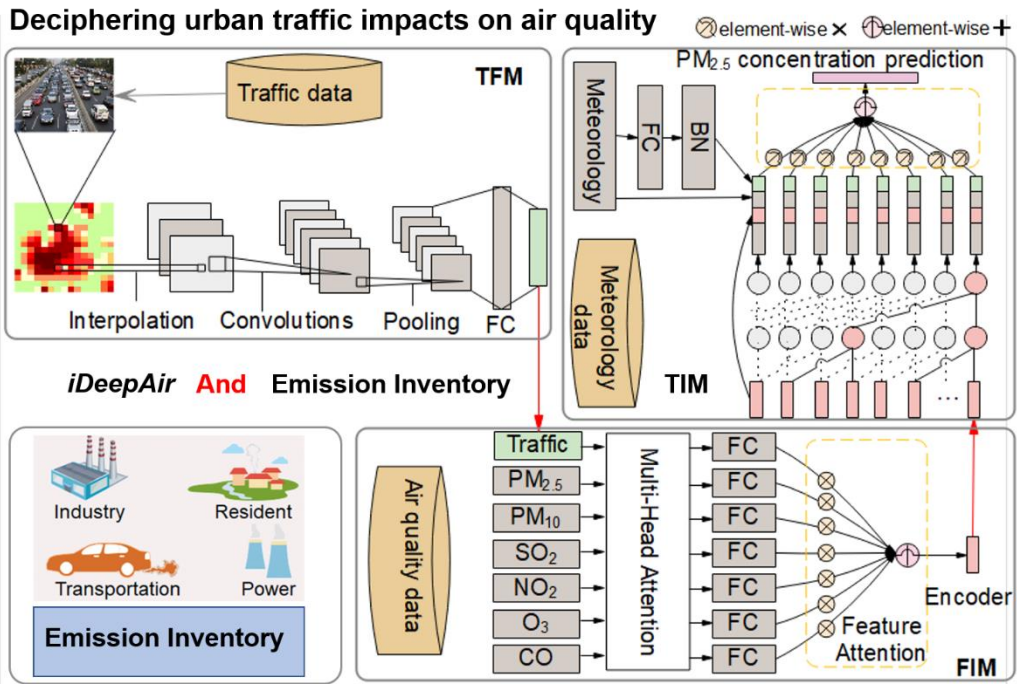 Deciphering urban traffic impacts on air quality
element-wise ×
element-wise +
Traffic data
TFM
Interpolation
Convolutions
Pooling
FC
PM2.5 concentration prediction
Meteorology
FC
BN
Meteorology
data
TIM
...
iDeepAir And Emission Inventory
Industry
Resident
Transportation
Power
Emission Inventory
Air quality data
Traffic
PM2.5
PM10
SO2
NO2
O3
CO
Multi-Head Attention
FC
FC
FC
FC
FC
FC
FC
Feature
Attention
Encoder
FIM